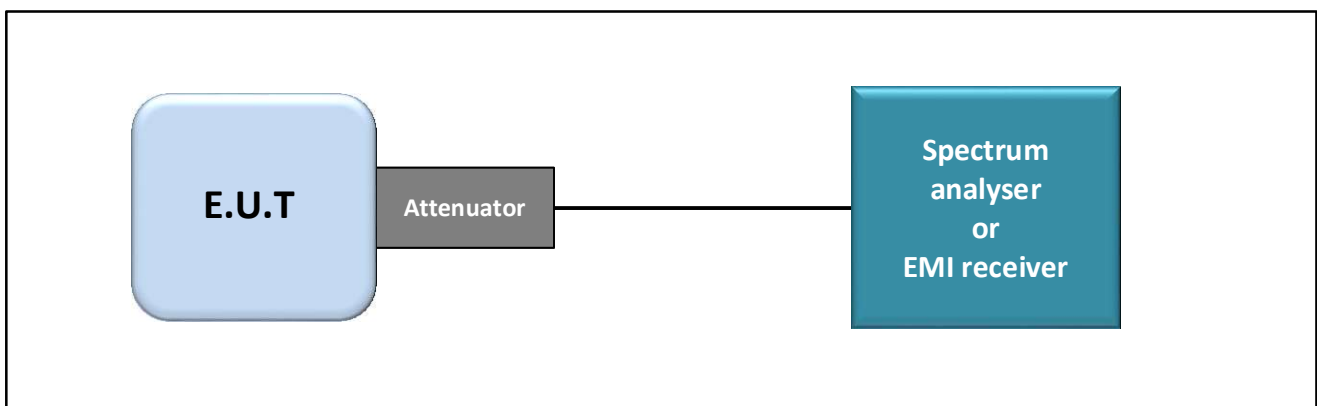 E.U.T
Attenuator
Spectrum
analyser
or
EMI receiver